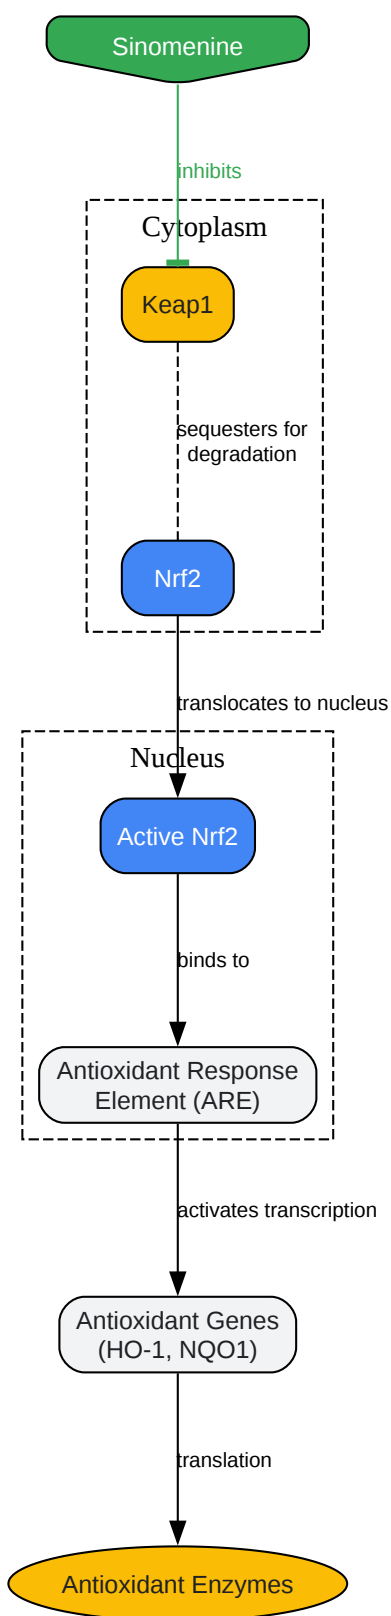 Sinomenine
inhibits
Cytoplasm
Keap1
sequesters for
degradation
Nrf2
translocates to nucleus
Nucleus
Active Nrf2
binds to
Antioxidant Response
Element (ARE)
activates transcription
Antioxidant Genes
(HO-1, NQO1)
translation
Antioxidant Enzymes